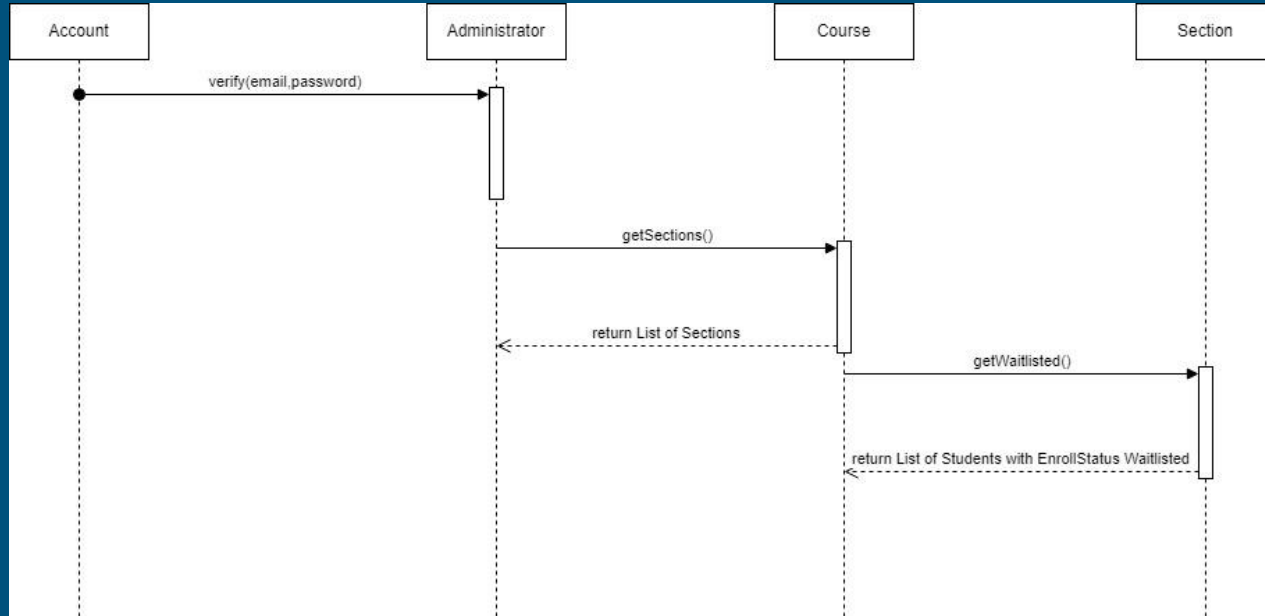 Account
Administrator
Course
Section
verify(email,password)
getSections()
return List of Sections
getWaitlisted()
return List of Students with EnrollStatus Waitlisted